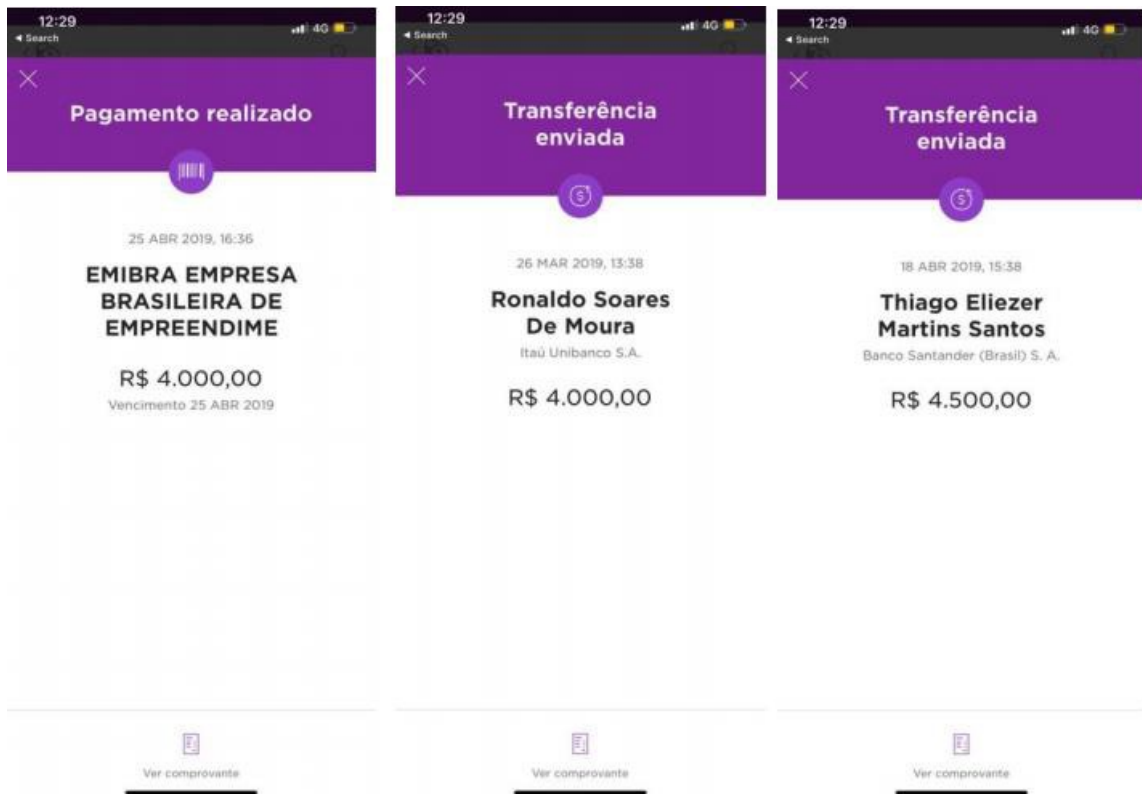 12:29
4G
◄ Search
Pagamento realizado
25 ABR 2019, 16:36
EMIBRA EMPRESA
BRASILEIRA DE
EMPREENDIME
R$ 4.000,00
Vencimento 25 ABR 2019
Ver comprovante
12:29
4G
◄ Search
Transferência
enviada
26 MAR 2019, 13:38
Ronaldo Soares
De Moura
Itaú Unibanco S.A.
R$ 4.000,00
Ver comprovante
12:29
4G
◄ Search
Transferência
enviada
18 ABR 2019, 15:38
Thiago Eliezer
Martins Santos
Banco Santander (Brasil) S. A.
R$ 4.500,00
Ver comprovante